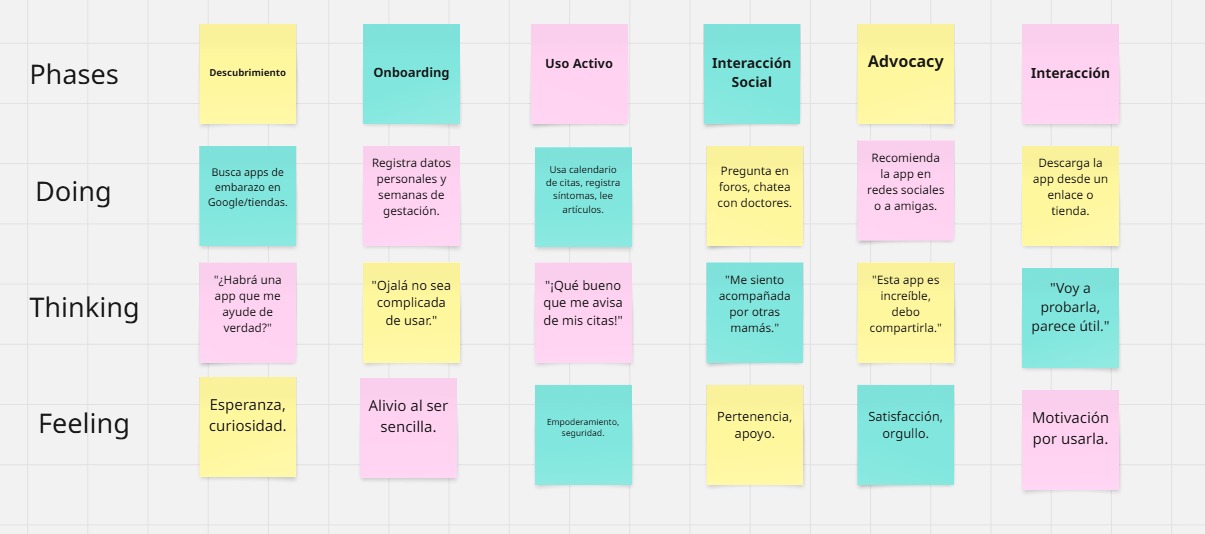 Phases
Descubrimiento
Onboarding
Uso Activo
Interacción
Social
Advocacy
Interacción
Doing
Busca apps de
embarazo en
Google/tiendas.
Registra datos
personales y
semanas de
gestación.
Usa calendario
de citas, registra
síntomas, lee
artículos.
Pregunta en
foros, chatea
con doctores.
Recomienda
la app en
redes sociales
o a amigas.
Descarga la
app desde un
enlace o
tienda.
Thinking
"¿Habrá una
app que me
ayude de
verdad?"
"Ojalá no sea
complicada
de usar."
"¡Qué bueno
que me avisa
de mis citas!"
"Me siento
acompañada
por otras
mamás."
"Esta app es
increíble,
debo
compartirla."
"Voy a
probarla,
parece útil."
Feeling
Esperanza,
curiosidad.
Alivio al ser
sencilla.
Empoderamiento,
seguridad.
Pertenencia,
apoyo.
Satisfacción,
orgullo.
Motivación
por usarla.